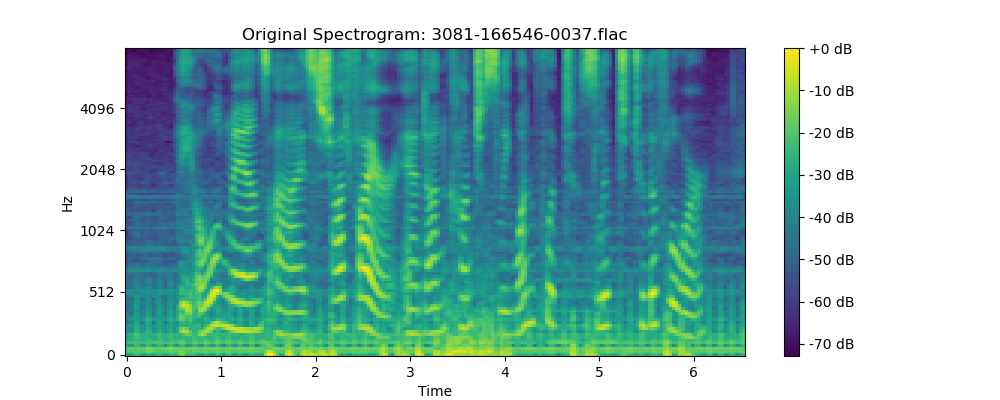 Original Spectrogram: 3081-166546-0037.flac
Hz
4096
2048
1024
512
0
0 1 2 3 4 5 6
Time
+0 dB
-10 dB
-20 dB
-30 dB
-40 dB
-50 dB
-60 dB
-70 dB